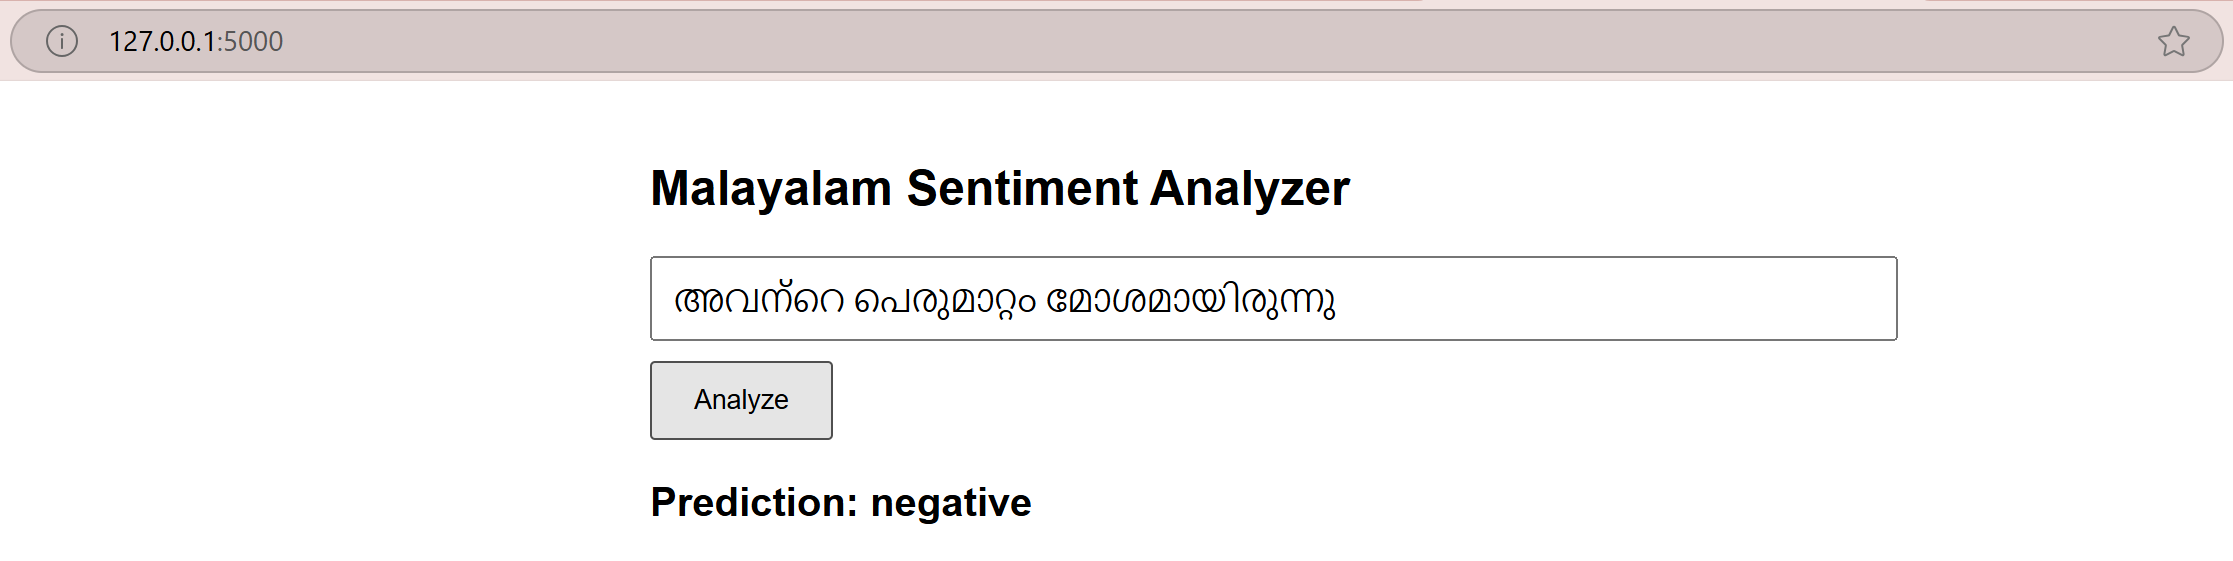 127.0.0.1:5000
Malayalam Sentiment Analyzer
അവന്റെ പെരുമാറ്റം മോശമായിരുന്നു
Analyze
Prediction: negative